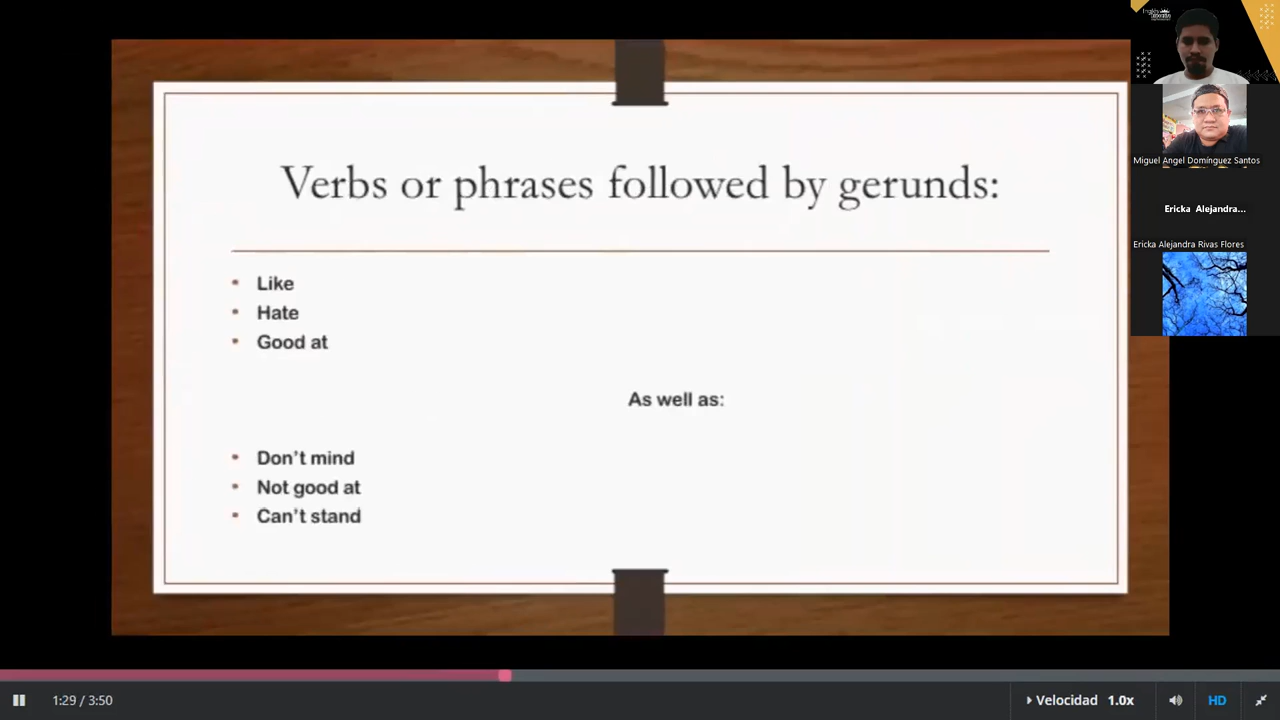 Verbs or phrases followed by gerunds:
• Like
• Hate
• Good at
As well as:
• Don't mind
• Not good at
• Can't stand
Miguel Angel Domínguez Santos
Ericka Alejandra...
Ericka Alejandra Rivas Flores
1:29 / 3:50
Velocidad 1.0x
HD